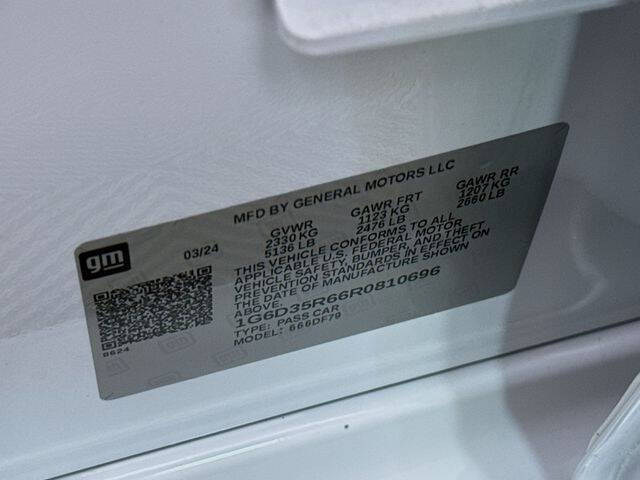 MFD BY GENERAL MOTORS LLC
gm
03/24
GVWR GAWR FRT GAWR RR
2330 KG 1123 KG 1207 KG
5136 LB 2476 LB 2660 LB
THIS VEHICLE CONFORMS TO ALL
APPLICABLE U.S. FEDERAL MOTOR
VEHICLE SAFETY, BUMPER, AND THEFT
PREVENTION STANDARDS IN EFFECT ON
THE DATE OF MANUFACTURE SHOWN
ABOVE.
1G6D35R66R0810696
TYPE: PASS CAR
MODEL: 666DF79
8624